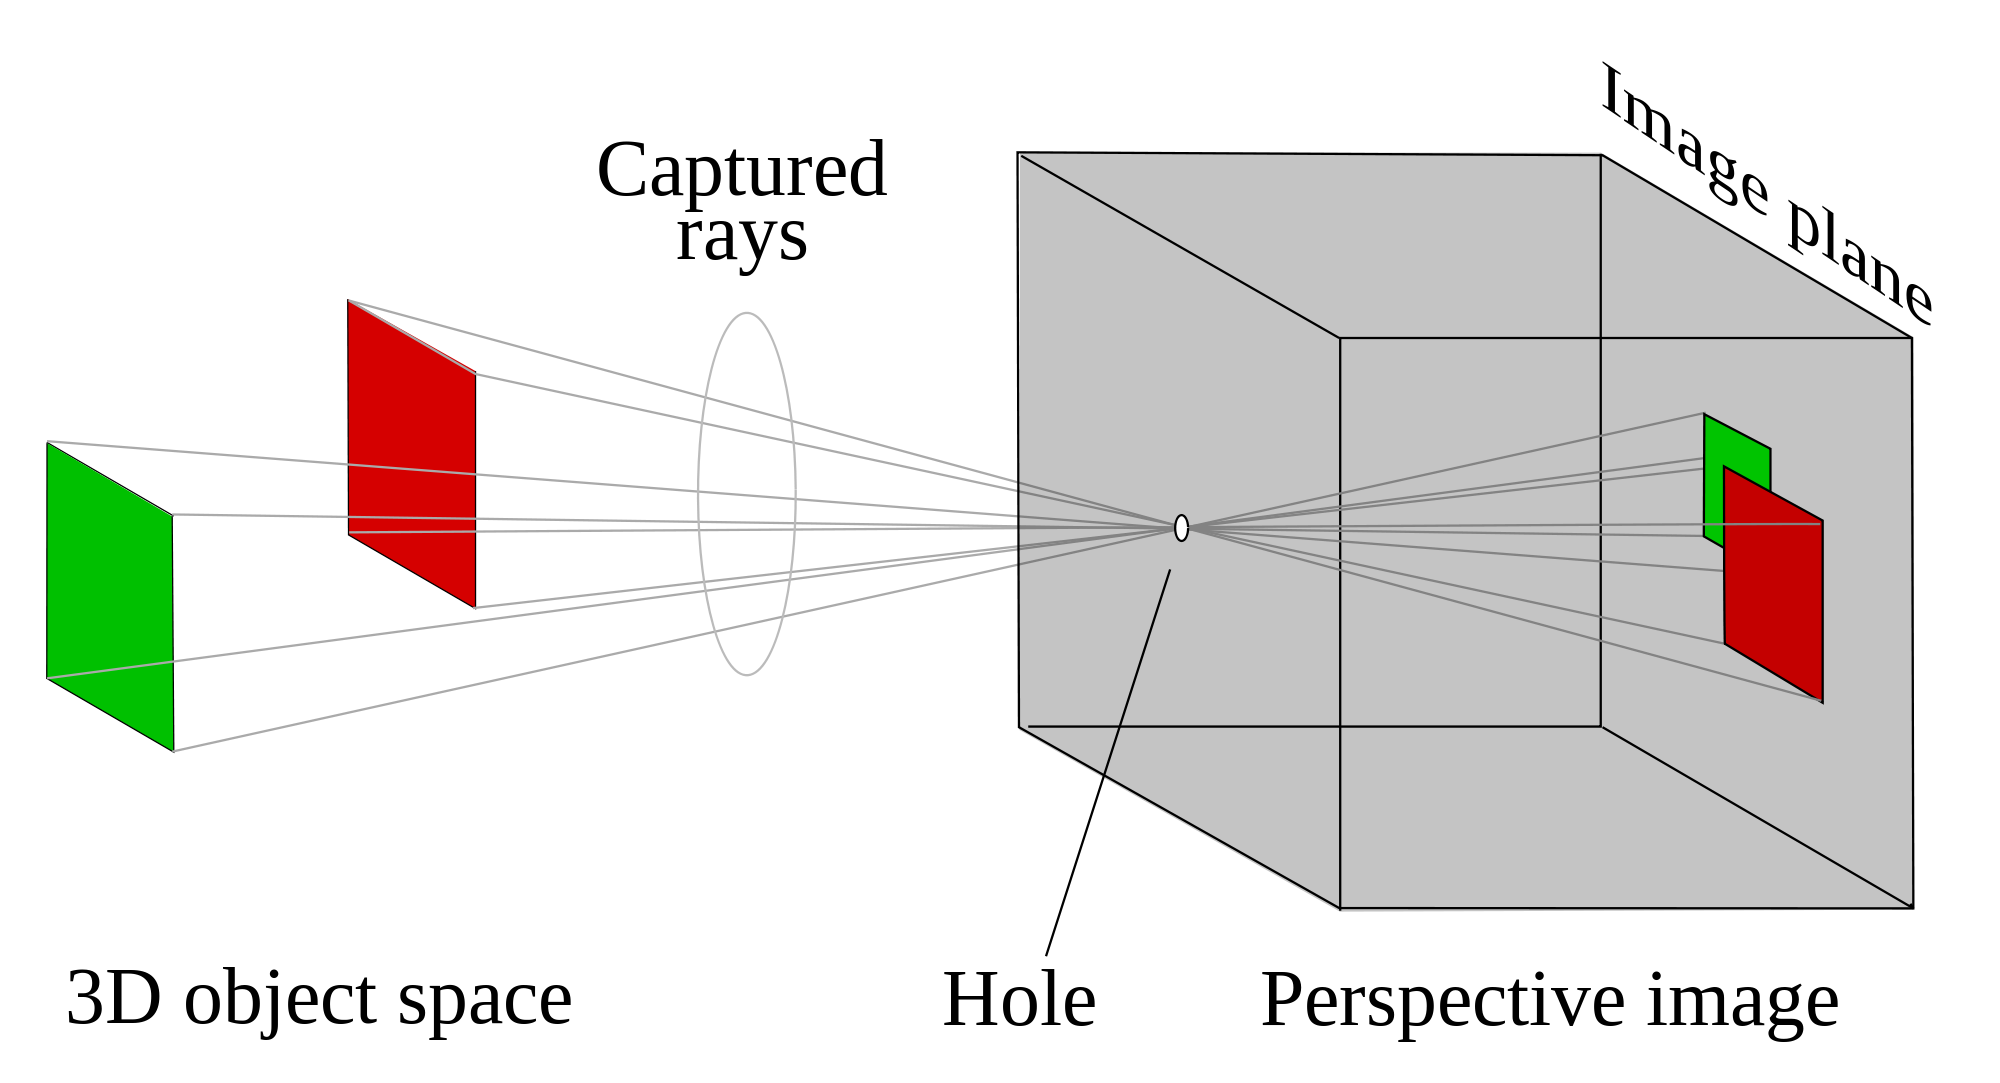 Image plane
Captured
rays
3D object space
Hole
Perspective image